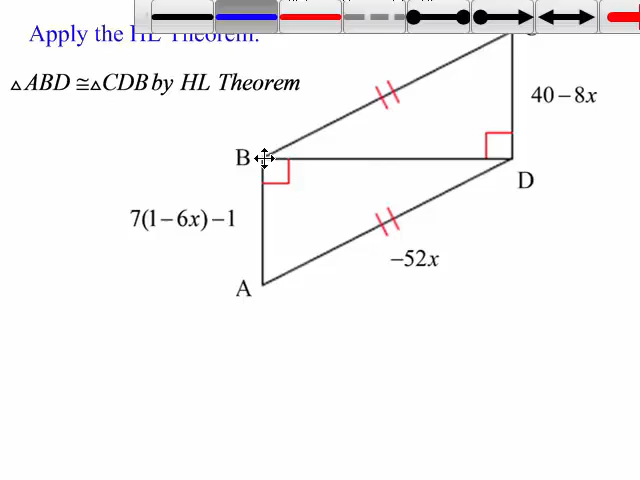 Apply the HL Theorem.
△ABD ≅ △CDB by HL Theorem
40 − 8x
B
D
7(1 − 6x) − 1
−52x
A